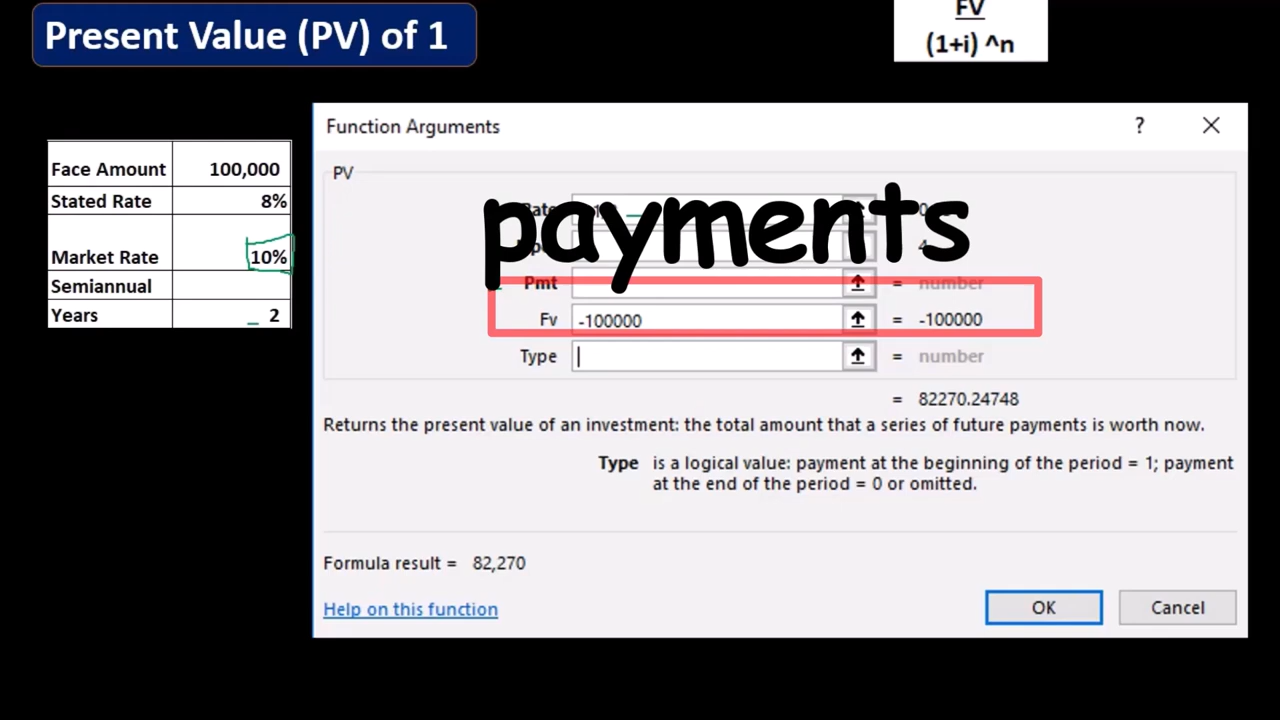 Present Value (PV) of 1
FV
(1+i) ^n
Face Amount 100,000
Stated Rate 8%
Market Rate 10%
Semiannual
Years 2
Function Arguments ? ×
PV
payments
Pmt = number
Fv -100000 = -100000
Type = number
= 82270.24748
Returns the present value of an investment: the total amount that a series of future payments is worth now.
Type is a logical value: payment at the beginning of the period = 1; payment
at the end of the period = 0 or omitted.
Formula result = 82,270
Help on this function
OK Cancel